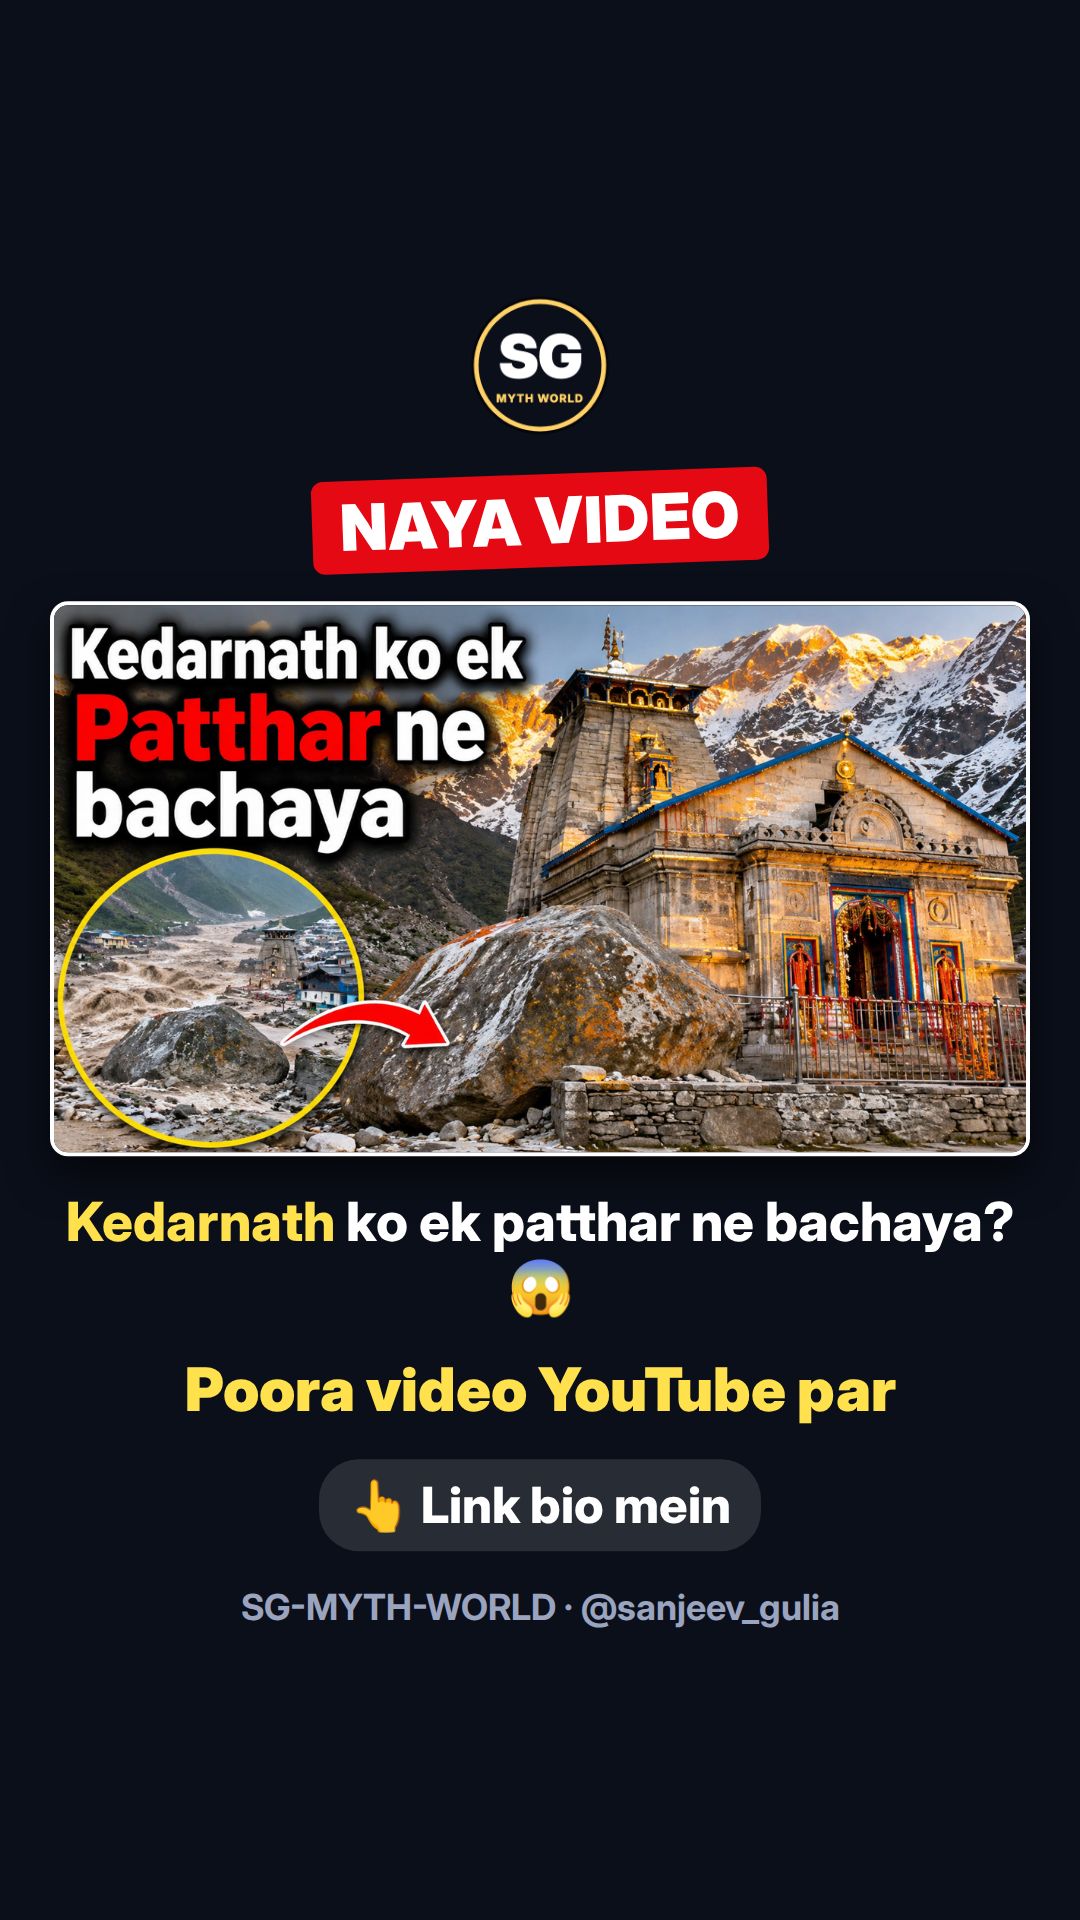 SG
MYTH WORLD
NAYA VIDEO
Kedarnath ko ek
Patthar ne
bachaya
Kedarnath ko ek patthar ne bachaya?
😱
Poora video YouTube par
👆 Link bio mein
SG-MYTH-WORLD · @sanjeev_gulia